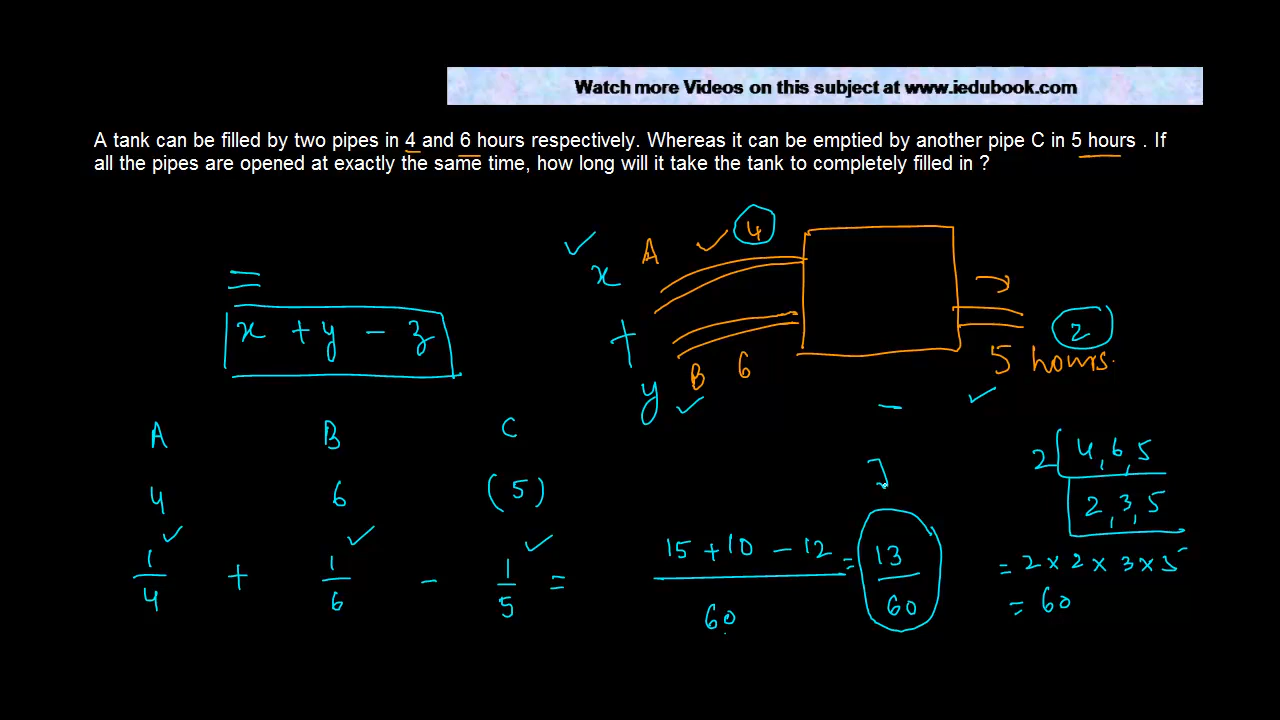 Watch more Videos on this subject at www.iedubook.com
A tank can be filled by two pipes in 4 and 6 hours respectively. Whereas it can be emptied by another pipe C in 5 hours . If
all the pipes are opened at exactly the same time, how long will it take the tank to completely filled in ?
A 4
x
=
x + y - z
+
z
5 hours.
B 6
y
-
A B C
2 4, 6, 5
4 6 (5)
2, 3, 5
1/4 + 1/6 - 1/5 = 15 + 10 - 12 / 60 = 13/60
= 2 x 2 x 3 x 5
= 60